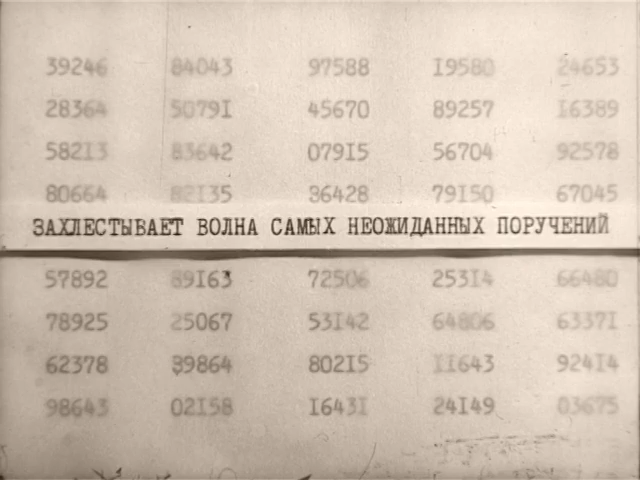 39246 84043 97588 19580 24653
28364 50791 45670 89257 16389
58213 83642 07915 56704 92578
80664 82135 36428 79150 67045
ЗАХЛЕСТЫВАЕТ ВОЛНА САМЫХ НЕОЖИДАННЫХ ПОРУЧЕНИЙ
57892 89163 72506 25314 66480
78925 25067 53142 64806 63371
62378 39864 80215 11643 92414
98643 02158 16431 24149 03675